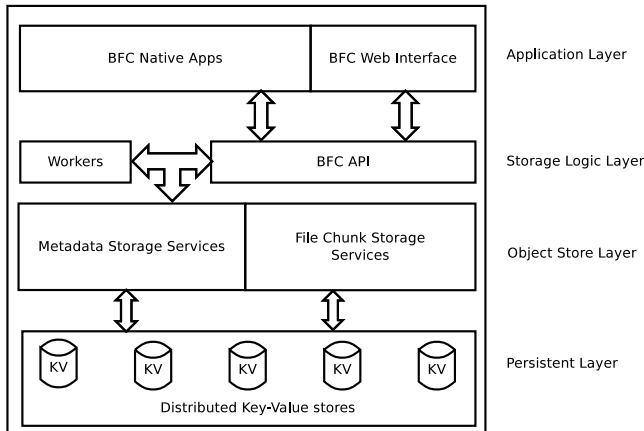 BFC Native Apps
BFC Web Interface
Application Layer
Workers
BFC API
Storage Logic Layer
Metadata Storage Services
File Chunk Storage
Services
Object Store Layer
KV
KV
KV
KV
KV
Persistent Layer
Distributed Key-Value stores